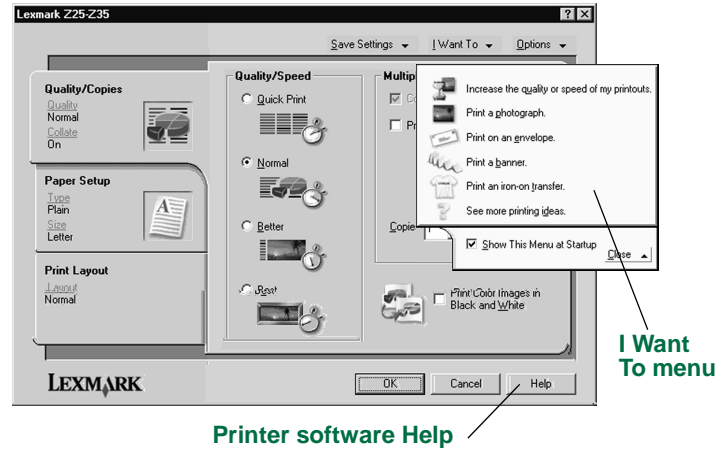 Lexmark Z25-Z35
Save Settings
I Want To
Options
Quality/Copies
Quality
Normal
Collate
On
Paper Setup
Type
Plain
Size
Letter
Print Layout
Layout
Normal
Quality/Speed
Quick Print
Normal
Better
Best
Multip
Co
Pr
Copie
Increase the quality or speed of my printouts.
Print a photograph.
Print on an envelope.
Print a banner.
Print an iron-on transfer.
See more printing ideas.
Show This Menu at Startup
Close
Print Color Images in
Black and White
LEXMARK
OK
Cancel
Help
I Want
To menu
Printer software Help